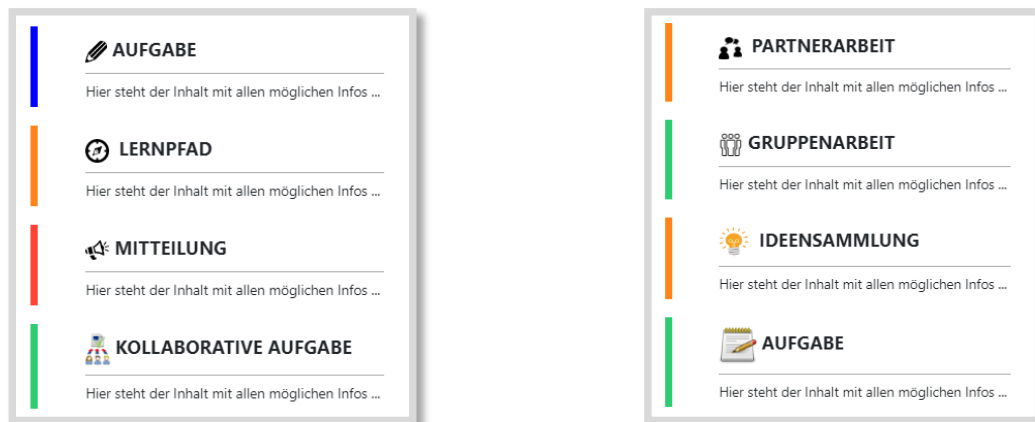 AUFGABE
Hier steht der Inhalt mit allen möglichen Infos ...
LERNPFAD
Hier steht der Inhalt mit allen möglichen Infos ...
MITTEILUNG
Hier steht der Inhalt mit allen möglichen Infos ...
KOLLABORATIVE AUFGABE
Hier steht der Inhalt mit allen möglichen Infos ...
PARTNERARBEIT
Hier steht der Inhalt mit allen möglichen Infos ...
GRUPPENARBEIT
Hier steht der Inhalt mit allen möglichen Infos ...
IDEENSAMMLUNG
Hier steht der Inhalt mit allen möglichen Infos ...
AUFGABE
Hier steht der Inhalt mit allen möglichen Infos ...